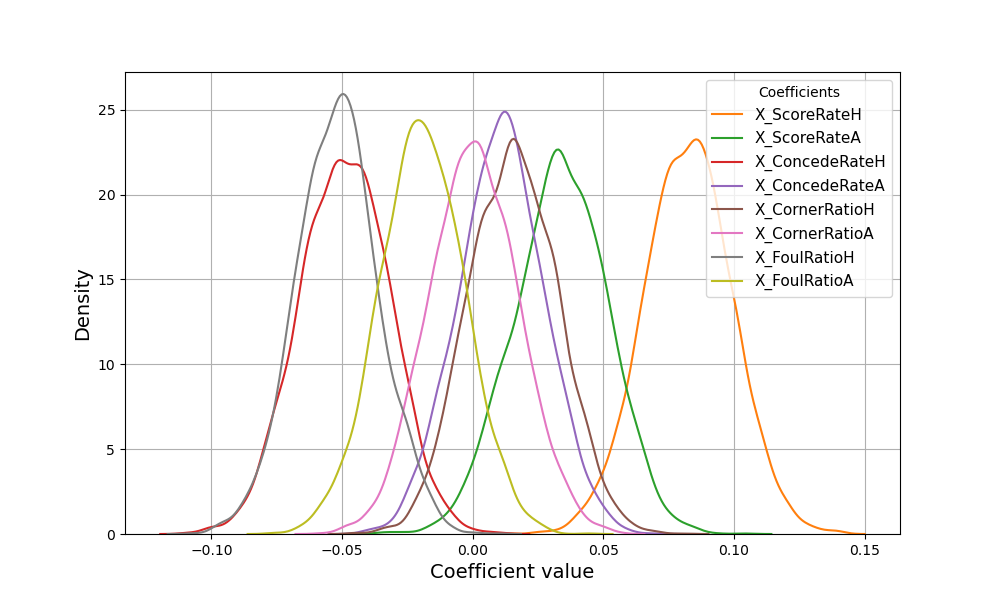 Coefficients
X_ScoreRateH
X_ScoreRateA
X_ConcedeRateH
X_ConcedeRateA
X_CornerRatioH
X_CornerRatioA
X_FoulRatioH
X_FoulRatioA
Density
25
20
15
10
5
0
−0.10 −0.05 0.00 0.05 0.10 0.15
Coefficient value